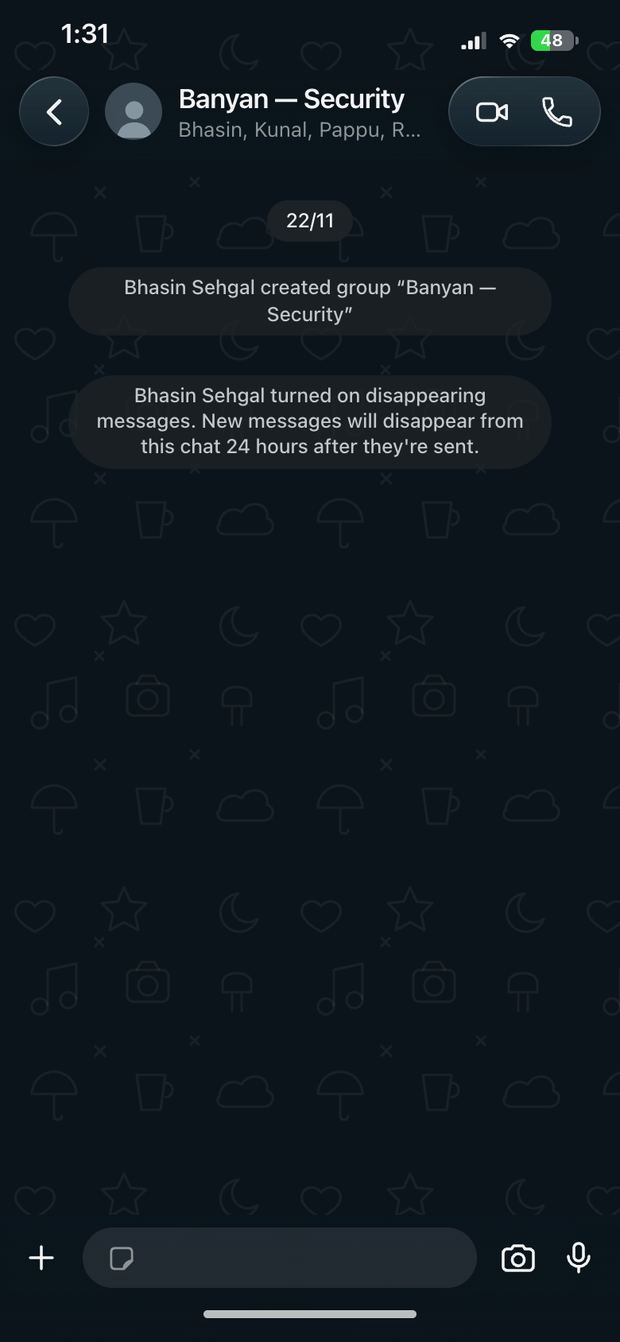 1:31
48
Banyan — Security
Bhasin, Kunal, Pappu, R...
22/11
Bhasin Sehgal created group “Banyan —
Security”
Bhasin Sehgal turned on disappearing
messages. New messages will disappear from
this chat 24 hours after they're sent.